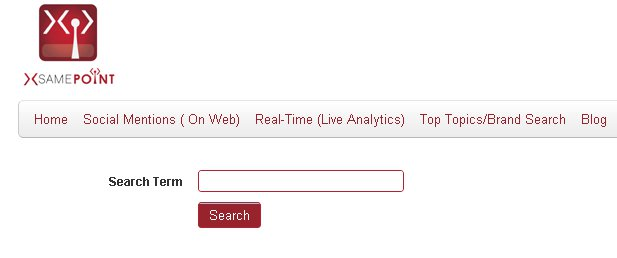 SAMEPOINT
Home Social Mentions ( On Web) Real-Time (Live Analytics) Top Topics/Brand Search Blog
Search Term
Search